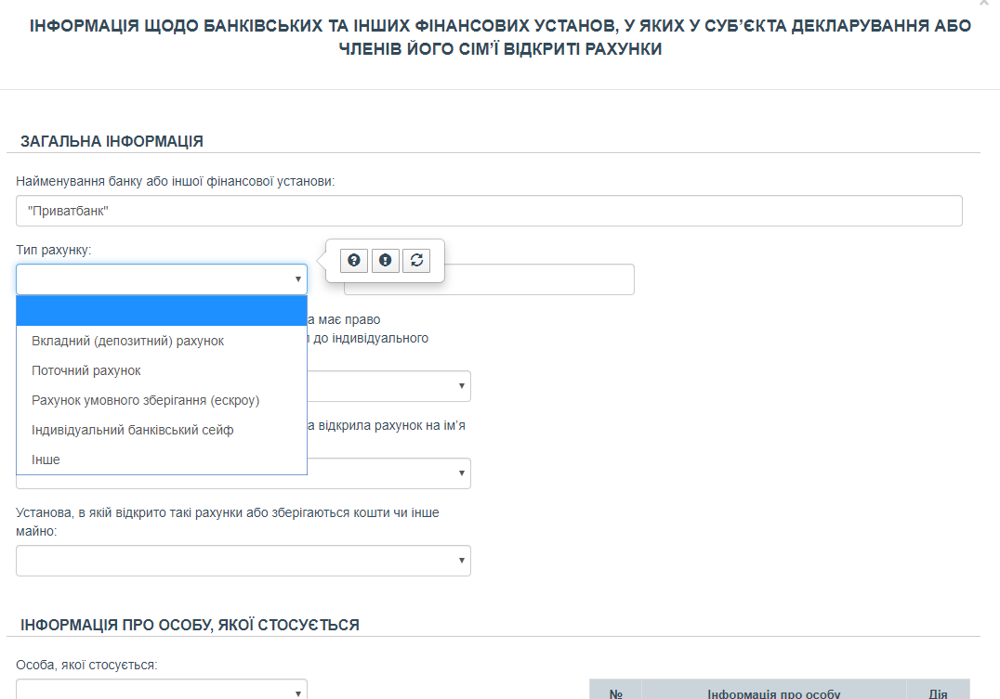 ІНФОРМАЦІЯ ЩОДО БАНКІВСЬКИХ ТА ІНШИХ ФІНАНСОВИХ УСТАНОВ, У ЯКИХ У СУБ'ЄКТА ДЕКЛАРУВАННЯ АБО
ЧЛЕНІВ ЙОГО СІМ'Ї ВІДКРИТІ РАХУНКИ
ЗАГАЛЬНА ІНФОРМАЦІЯ
Найменування банку або іншої фінансової установи:
"Приватбанк"
Тип рахунку:
а має право
до індивідуального
Вкладний (депозитний) рахунок
Поточний рахунок
Рахунок умовного зберігання (ескроу)
а відкрила рахунок на ім'я
Індивідуальний банківський сейф
Інше
Установа, в якій відкрито такі рахунки або зберігаються кошти чи інше
майно:
ІНФОРМАЦІЯ ПРО ОСОБУ, ЯКОЇ СТОСУЄТЬСЯ
Особа, якої стосується:
№ Інформація про особу Дія